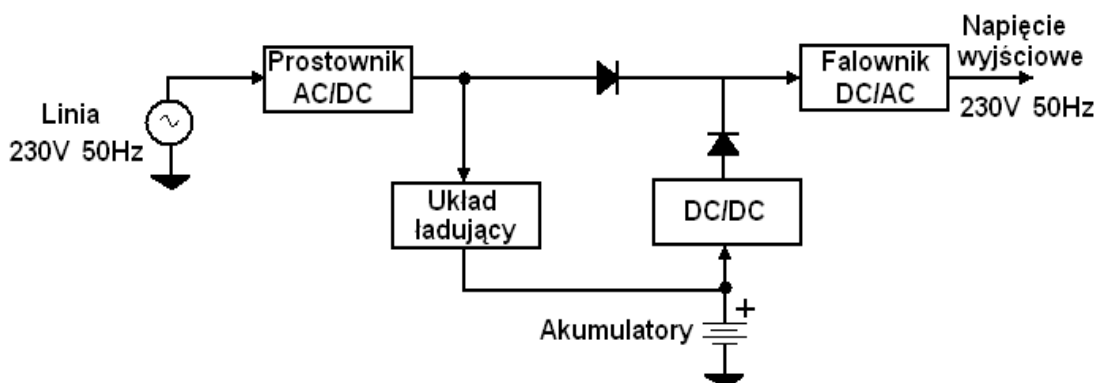 Linia
230V 50Hz
Prostownik
AC/DC
Układ
ładujący
DC/DC
Akumulatory
+
Falownik
DC/AC
Napięcie
wyjściowe
230V 50Hz